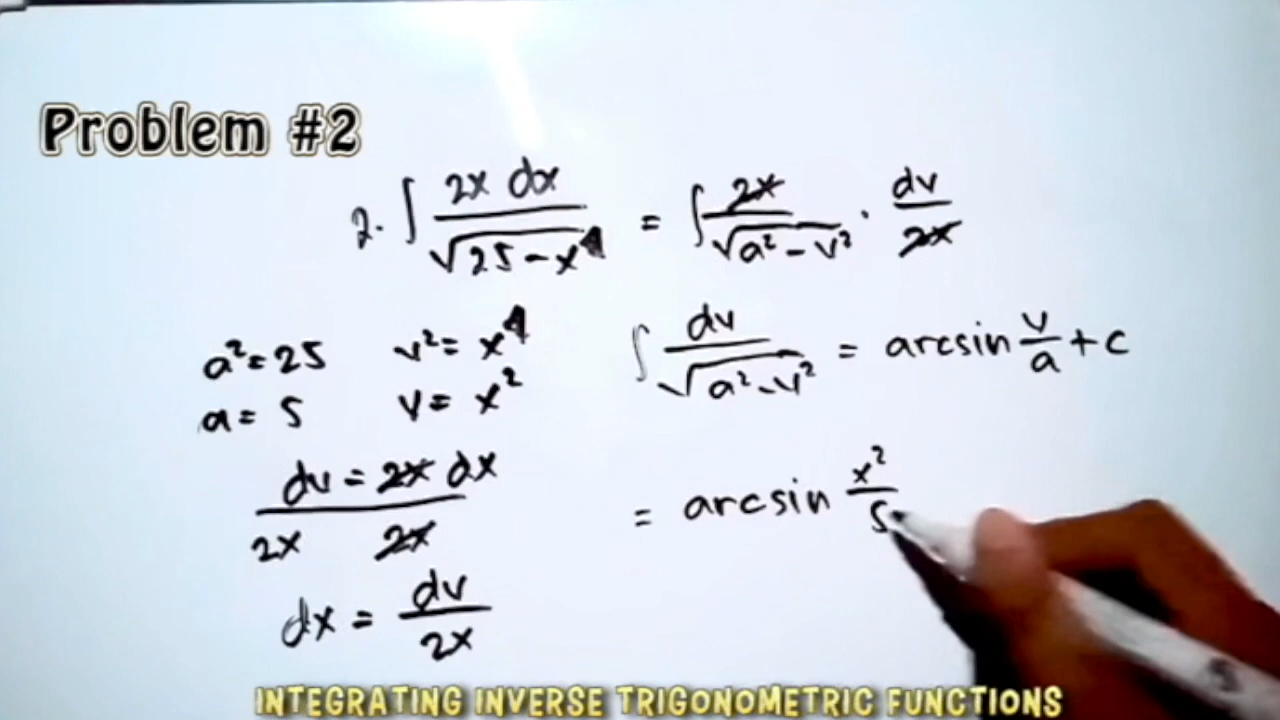 Problem #2
2. ∫ 2x dx / √(25 - x⁴) = ∫ 2x / √(a² - v²) · dv / 2x
a² = 25 v² = x⁴ ∫ dv / √(a² - v²) = arcsin v/a + c
a = 5 v = x²
dv = 2x dx / 2x 2x
= arcsin x²/5
dx = dv / 2x
INTEGRATING INVERSE TRIGONOMETRIC FUNCTIONS